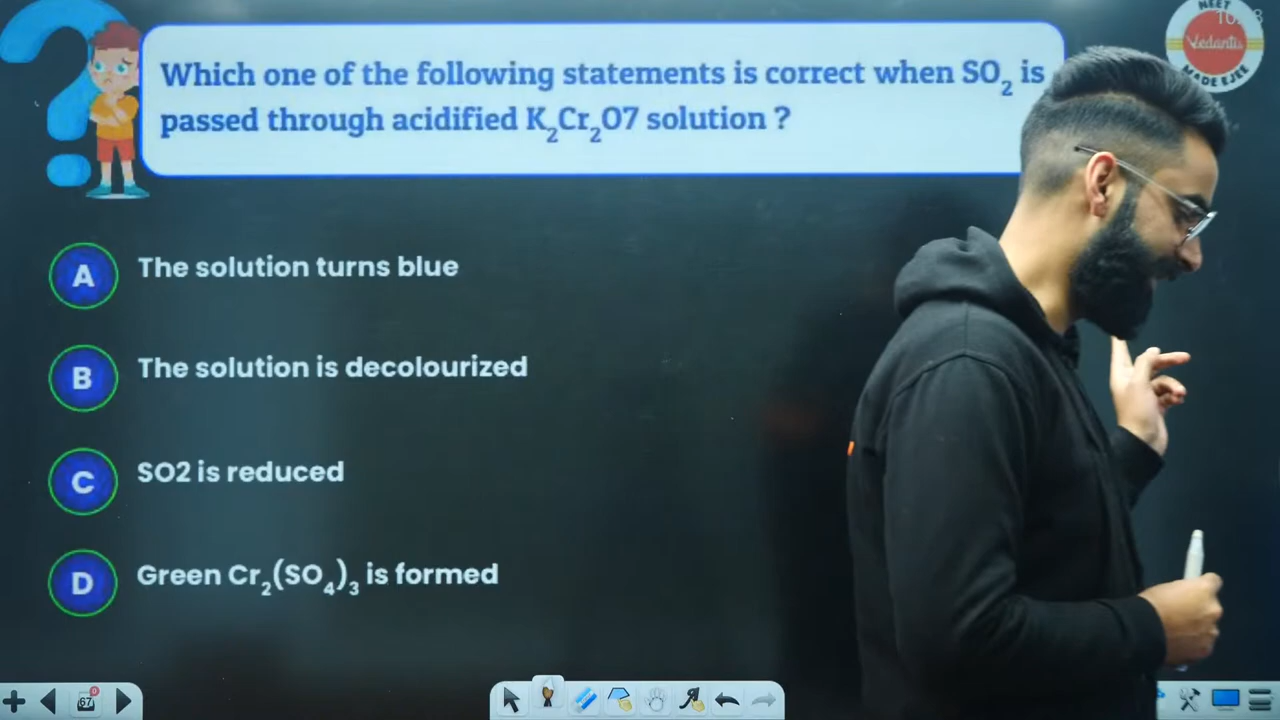 Which one of the following statements is correct when SO₂ is
passed through acidified K₂Cr₂O7 solution ?
A The solution turns blue
B The solution is decolourized
C SO2 is reduced
D Green Cr₂(SO₄)₃ is formed
NEET
Vedantu
MADE EJEE
67